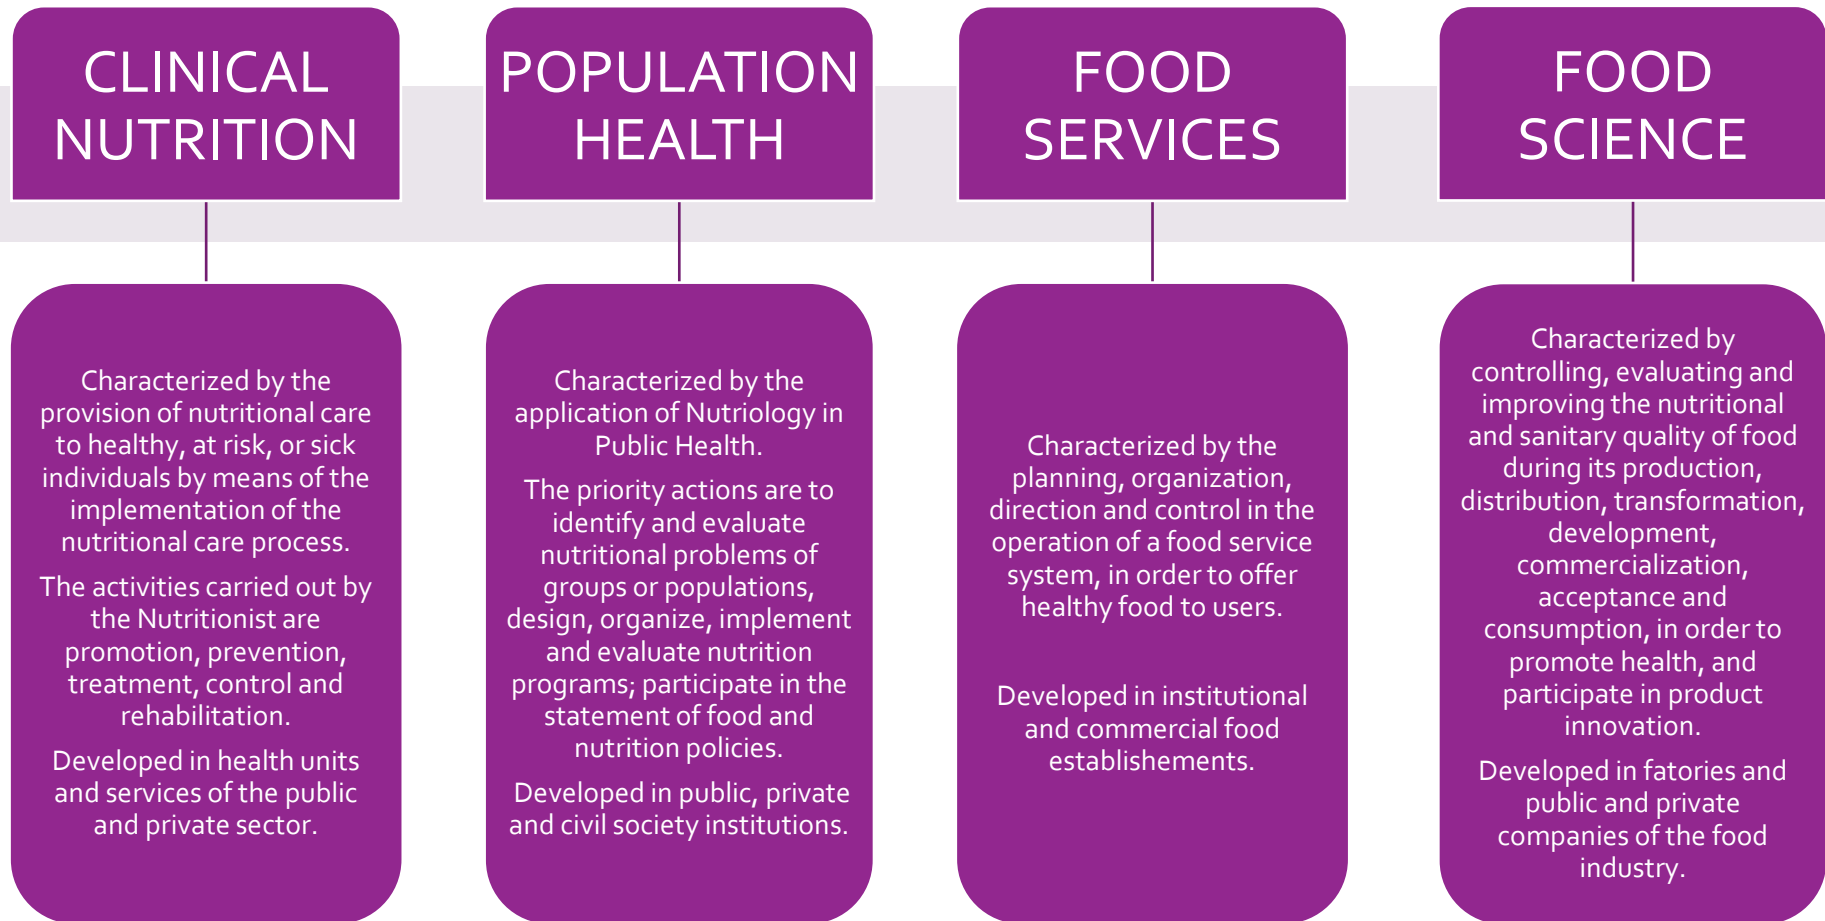 CLINICAL
NUTRITION
Characterized by the
provision of nutritional care
to healthy, at risk, or sick
individuals by means of the
implementation of the
nutritional care process.
The activities carried out by
the Nutritionist are
promotion, prevention,
treatment, control and
rehabilitation.
Developed in health units
and services of the public
and private sector.
POPULATION
HEALTH
Characterized by the
application of Nutriology in
Public Health.
The priority actions are to
identify and evaluate
nutritional problems of
groups or populations,
design, organize, implement
and evaluate nutrition
programs; participate in the
statement of food and
nutrition policies.
Developed in public, private
and civil society institutions.
FOOD
SERVICES
Characterized by the
planning, organization,
direction and control in the
operation of a food service
system, in order to offer
healthy food to users.
Developed in institutional
and commercial food
establishements.
FOOD
SCIENCE
Characterized by
controlling, evaluating and
improving the nutritional
and sanitary quality of food
during its production,
distribution, transformation,
development,
commercialization,
acceptance and
consumption, in order to
promote health, and
participate in product
innovation.
Developed in fatories and
public and private
companies of the food
industry.